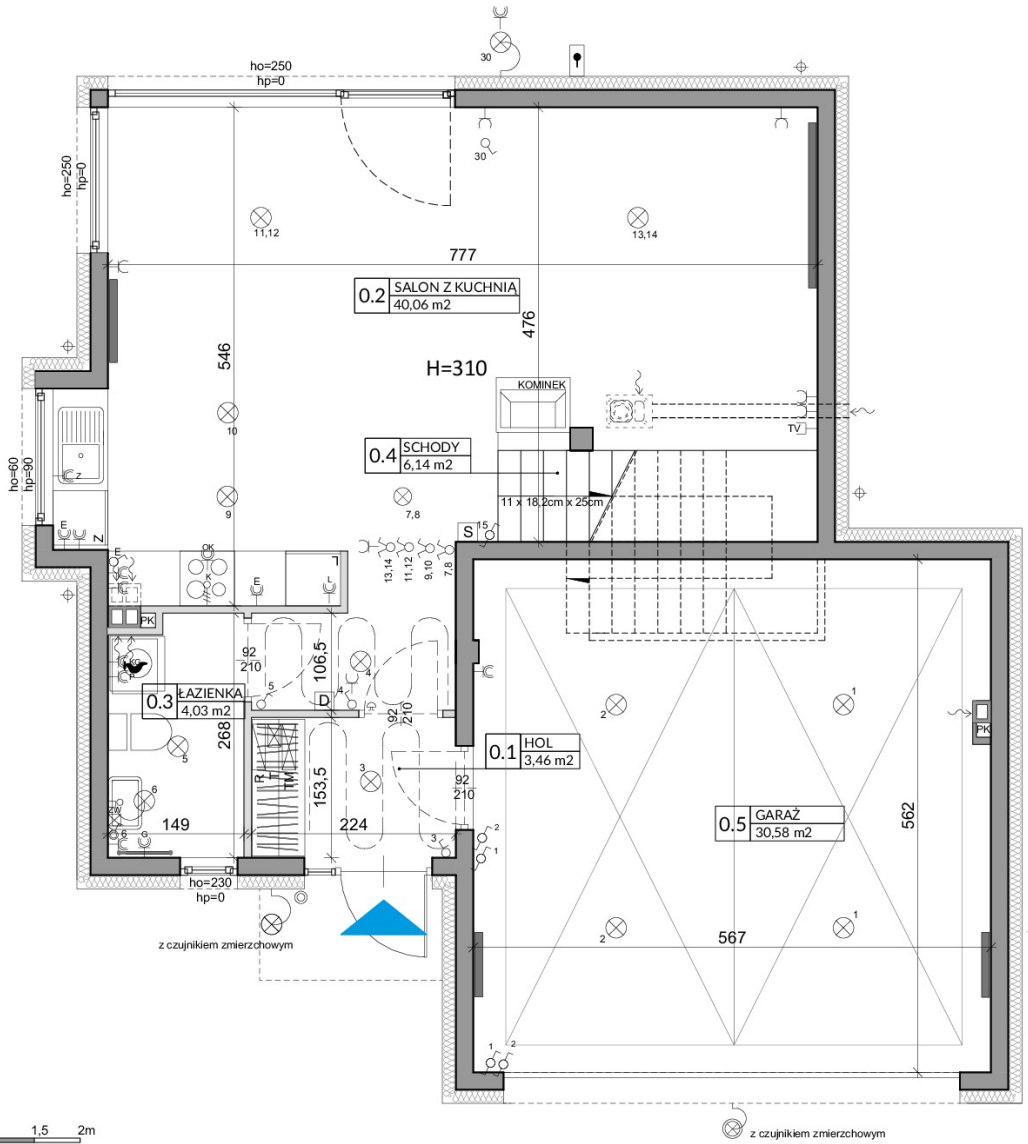 30
ho=250
hp=0
30
ho=250
hp=0
11,12
13,14
777
0.2 SALON Z KUCHNIĄ
40,06 m2
476
546
H=310
KOMINEK
10
TV
0.4 SCHODY
6,14 m2
ho=60
hp=90
Z
9
7,8
11 x 18,2cm x 25cm
S
15
E
Z
E
OK
13,14
11,12
9,10
7,8
K
E
L
PK
92
210
106,5
4
5
4
D
0.3 ŁAZIENKA
4,03 m2
268
92
210
2
1
0.1 HOL
3,46 m2
PK
5
R
T
TM
153,5
3
92
210
6
ZW
149
224
0.5 GARAŻ
30,58 m2
562
6
G
3
2
1
ho=230
hp=0
z czujnikiem zmierzchowym
2
1
567
1
2
1,5
2m
z czujnikiem zmierzchowym